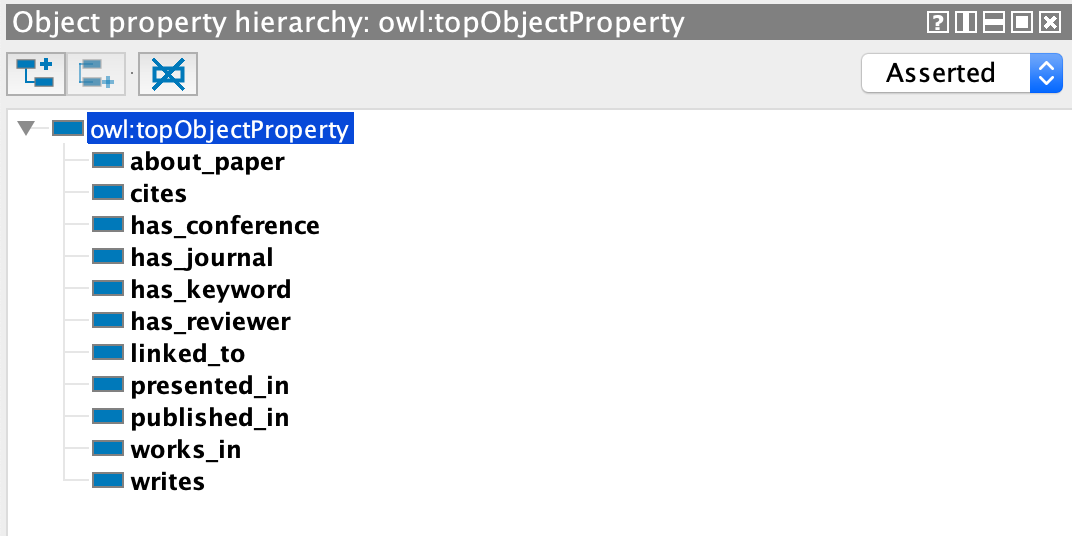 Object property hierarchy: owl:topObjectProperty
Asserted
owl:topObjectProperty
about_paper
cites
has_conference
has_journal
has_keyword
has_reviewer
linked_to
presented_in
published_in
works_in
writes